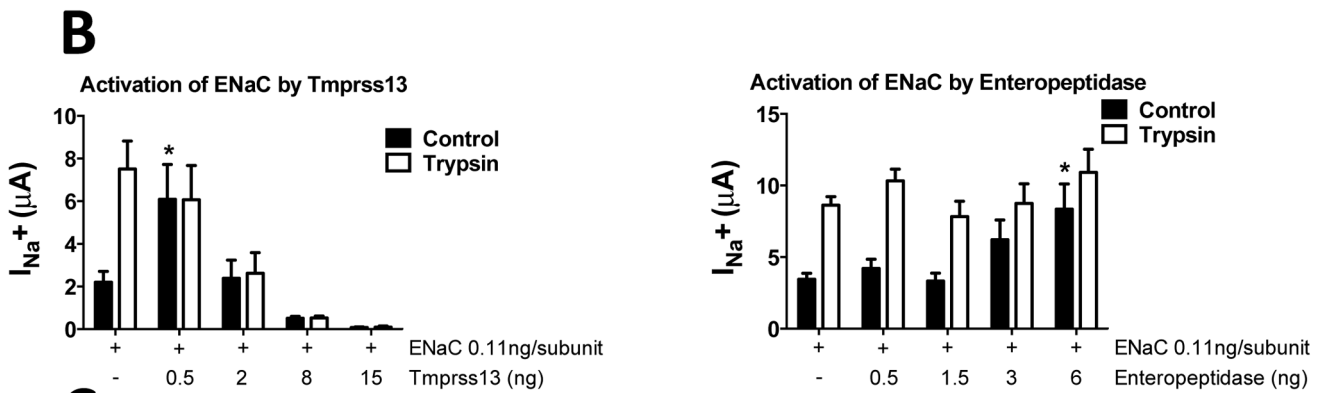 B
Activation of ENaC by Tmprss13
Control
Trypsin
I_Na+ (μA)
10
8
6
4
2
0
+ + + + + ENaC 0.11ng/subunit
- 0.5 2 8 15 Tmprss13 (ng)
*
Activation of ENaC by Enteropeptidase
Control
Trypsin
I_Na+ (μA)
15
10
5
0
+ + + + + ENaC 0.11ng/subunit
- 0.5 1.5 3 6 Enteropeptidase (ng)
*